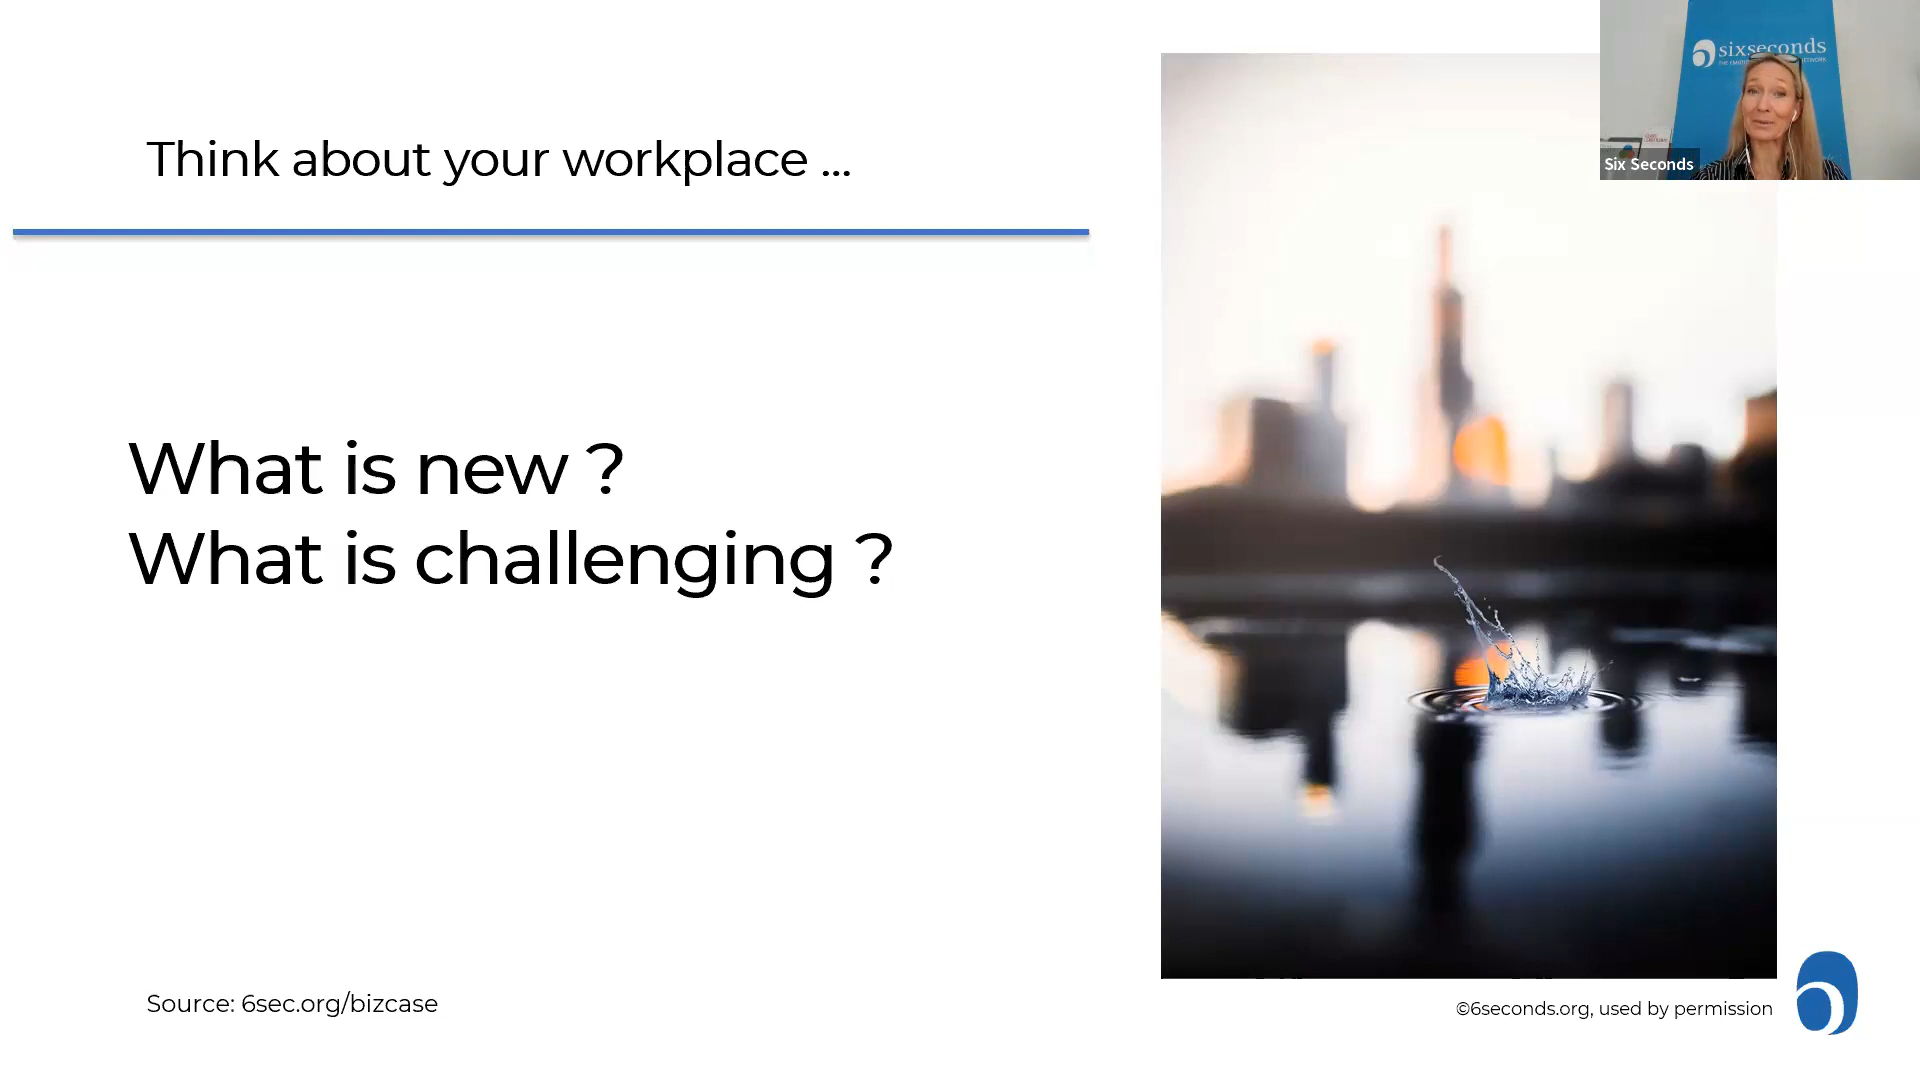 Think about your workplace ...
sixseconds
Six Seconds
What is new ?
What is challenging ?
Source: 6sec.org/bizcase
©6seconds.org, used by permission